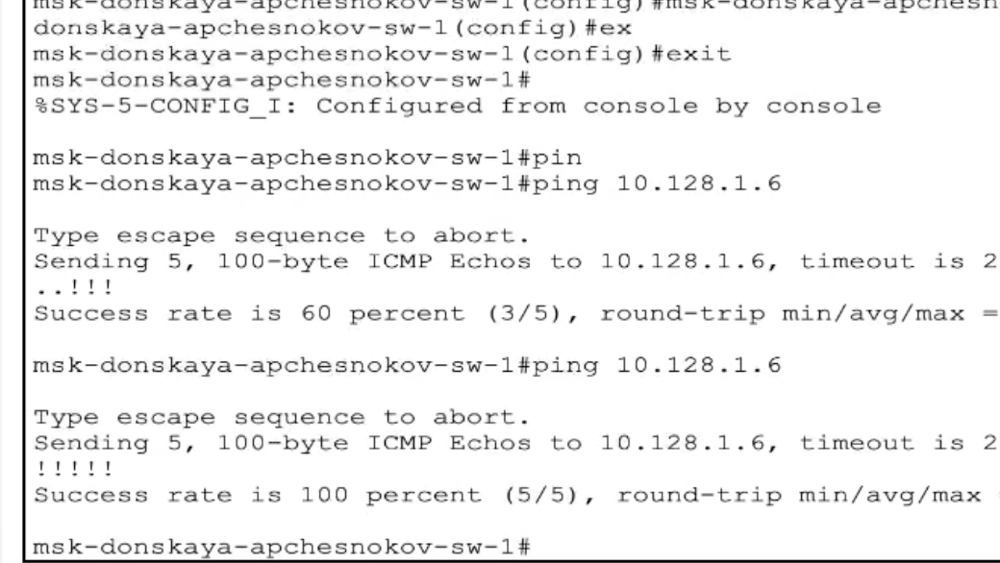 msk-donskaya-apchesnokov-sw-1(config)#msk-donskaya-apchesn
donskaya-apchesnokov-sw-1(config)#ex
msk-donskaya-apchesnokov-sw-1(config)#exit
msk-donskaya-apchesnokov-sw-1#
%SYS-5-CONFIG_I: Configured from console by console
msk-donskaya-apchesnokov-sw-1#pin
msk-donskaya-apchesnokov-sw-1#ping 10.128.1.6
Type escape sequence to abort.
Sending 5, 100-byte ICMP Echos to 10.128.1.6, timeout is 2
..!!!
Success rate is 60 percent (3/5), round-trip min/avg/max =
msk-donskaya-apchesnokov-sw-1#ping 10.128.1.6
Type escape sequence to abort.
Sending 5, 100-byte ICMP Echos to 10.128.1.6, timeout is 2
!!!!!
Success rate is 100 percent (5/5), round-trip min/avg/max
msk-donskaya-apchesnokov-sw-1#